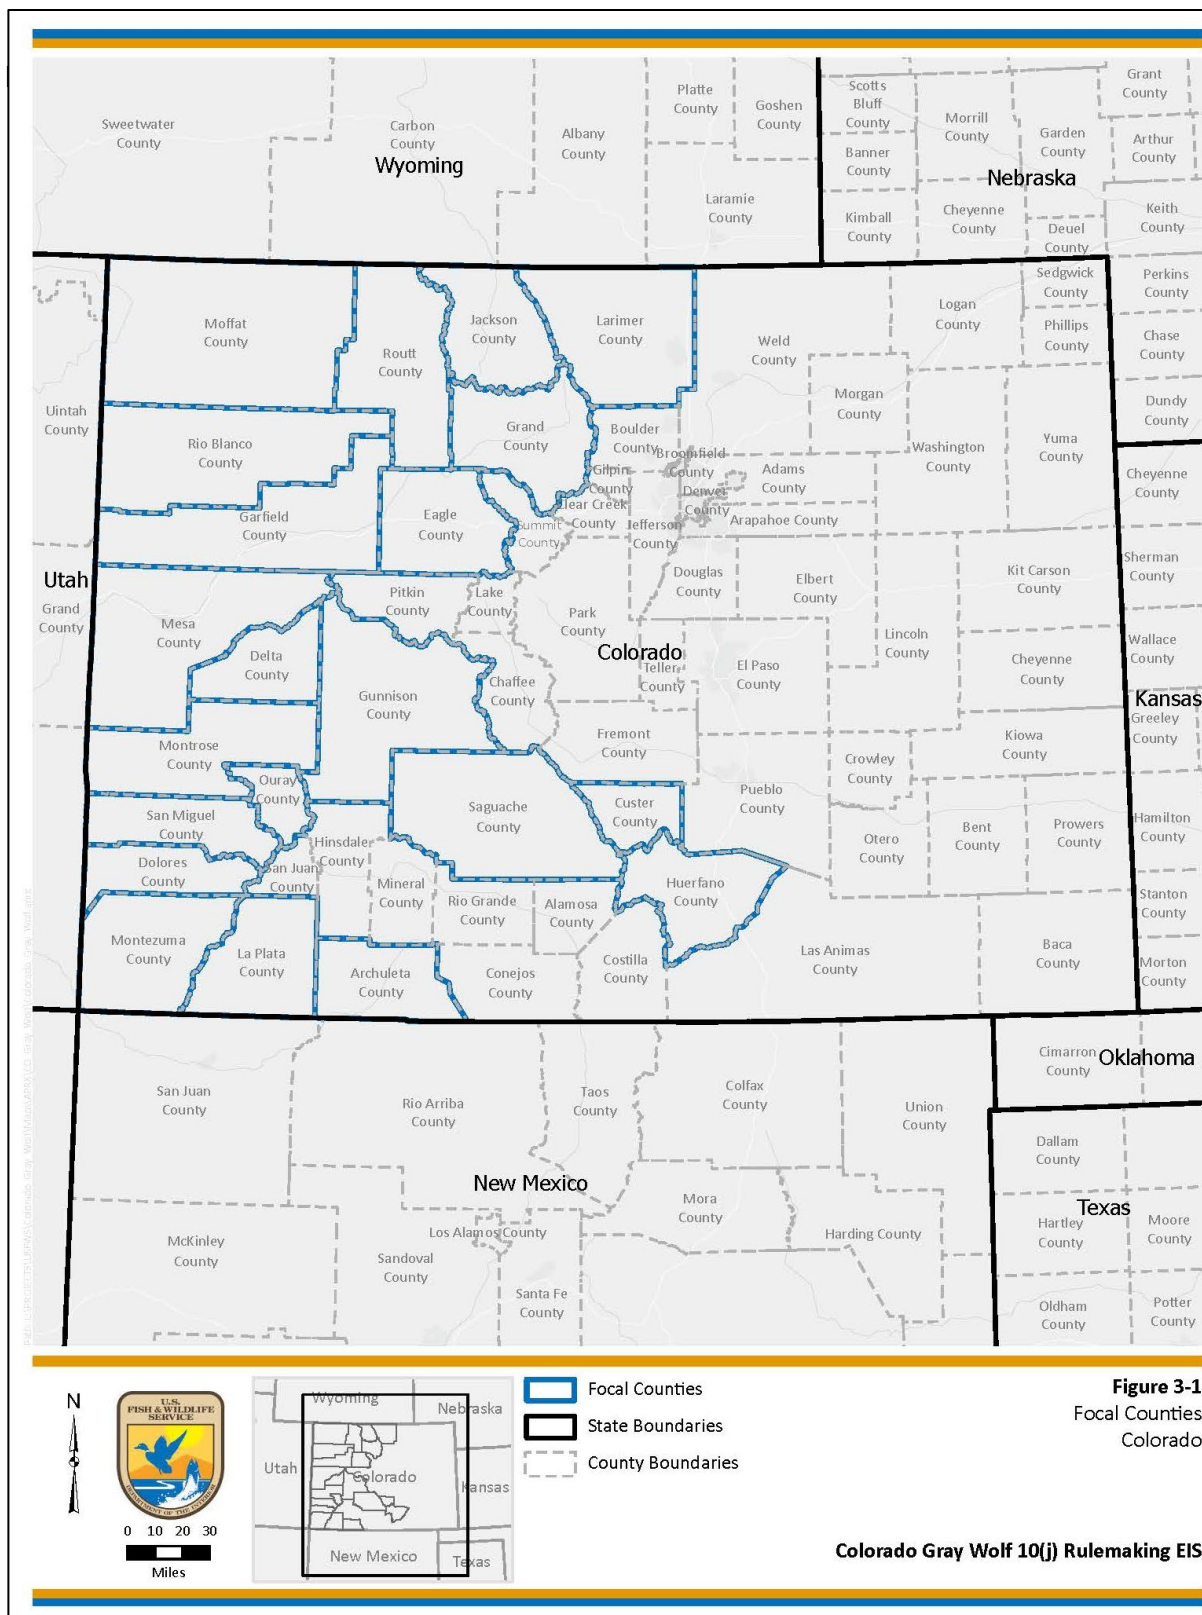 Sweetwater
County
Carbon
County
Wyoming
Albany
County
Platte
County
Goshen
County
Laramie
County
Scotts
Bluff
County
Banner
County
Kimball
County
Morrill
County
Cheyenne
County
Garden
County
Nebraska
Deuel
County
Grant
County
Arthur
County
Keith
County
Moffat
County
Routt
County
Jackson
County
Larimer
County
Weld
County
Logan
County
Sedgwick
County
Phillips
County
Perkins
County
Chase
County
Dundy
County
Uintah
County
Rio Blanco
County
Grand
County
Boulder
County
Broomfield
County
Gilpin
County
Clear Creek
County
Denver
County
Adams
County
Morgan
County
Washington
County
Yuma
County
Cheyenne
County
Garfield
County
Eagle
County
Summit
County
Jefferson
County
Arapahoe County
Utah
Grand
County
Mesa
County
Pitkin
County
Lake
County
Park
County
Douglas
County
Elbert
County
Kit Carson
County
Sherman
County
Colorado
Delta
County
Gunnison
County
Chaffee
County
Teller
County
El Paso
County
Lincoln
County
Cheyenne
County
Wallace
County
Kansas
Greeley
County
Montrose
County
Ouray
County
Fremont
County
Crowley
County
Kiowa
County
San Miguel
County
Saguache
County
Custer
County
Pueblo
County
Otero
County
Bent
County
Prowers
County
Hamilton
County
Dolores
County
San Juan
County
Hinsdale
County
Mineral
County
Rio Grande
County
Alamosa
County
Huerfano
County
Stanton
County
Montezuma
County
La Plata
County
Archuleta
County
Conejos
County
Costilla
County
Las Animas
County
Baca
County
Morton
County
San Juan
County
Rio Arriba
County
Taos
County
Colfax
County
Union
County
Cimarron
County
Oklahoma
Dallam
County
New Mexico
Mora
County
Texas
Hartley
County
Moore
County
McKinley
County
Los Alamos County
Sandoval
County
Santa Fe
County
Harding County
Oldham
County
Potter
County
N
U.S.
FISH & WILDLIFE
SERVICE
DEPARTMENT OF THE INTERIOR
0 10 20 30
Miles
Wyoming
Nebraska
Utah
Colorado
Kansas
New Mexico
Texas
Focal Counties
State Boundaries
County Boundaries
Figure 3-1
Focal Counties
Colorado
Colorado Gray Wolf 10(j) Rulemaking EIS